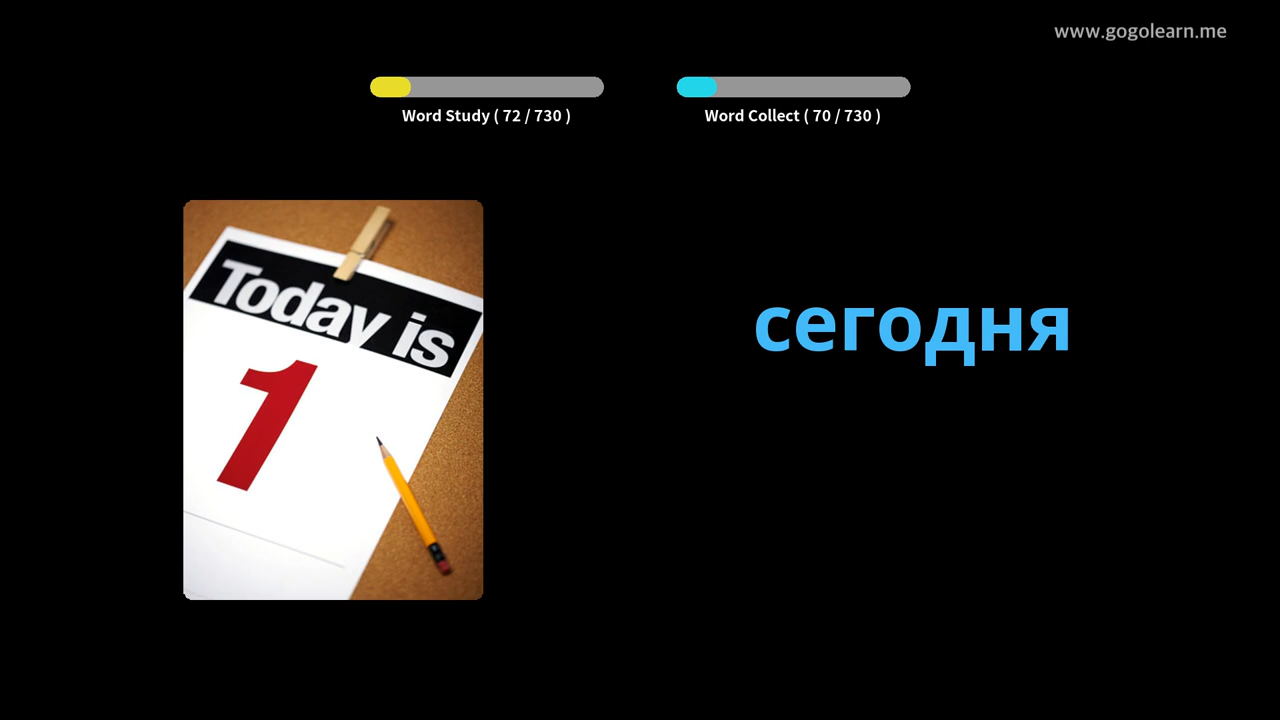 www.gogolearn.me
Word Study ( 72 / 730 )
Word Collect ( 70 / 730 )
Today is
1
сегодня